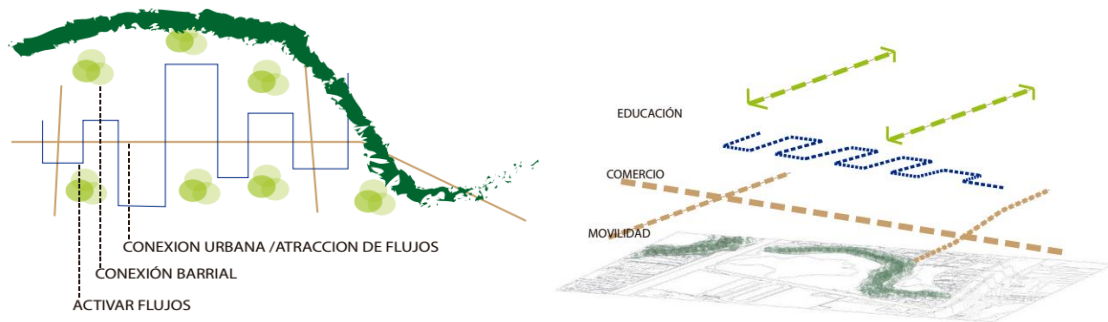 CONEXION URBANA /ATRACCION DE FLUJOS
CONEXIÓN BARRIAL
ACTIVAR FLUJOS
EDUCACIÓN
COMERCIO
MOVILIDAD